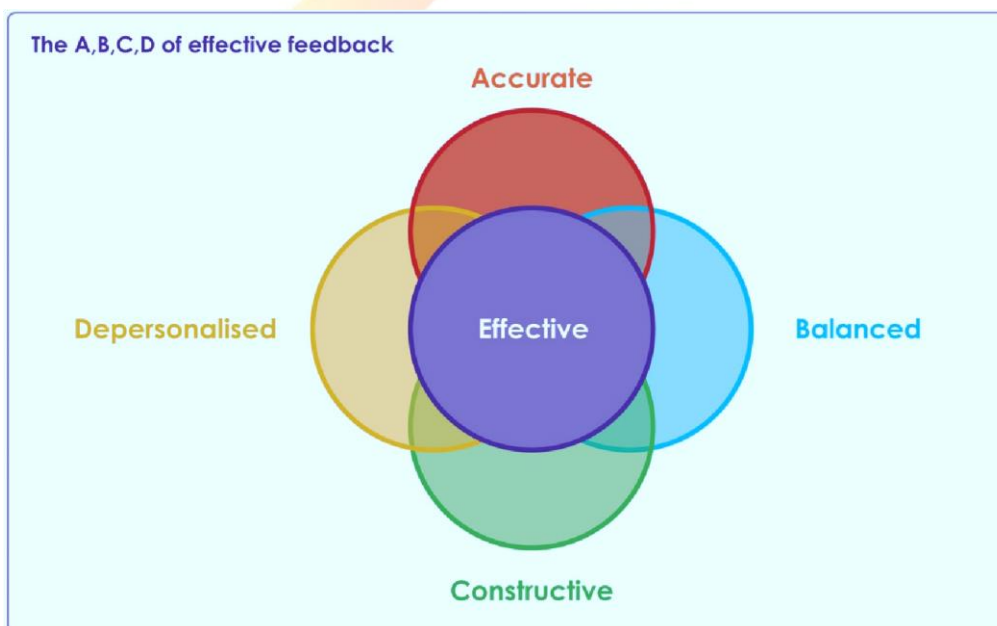 The A,B,C,D of effective feedback
Accurate
Depersonalised
Effective
Balanced
Constructive